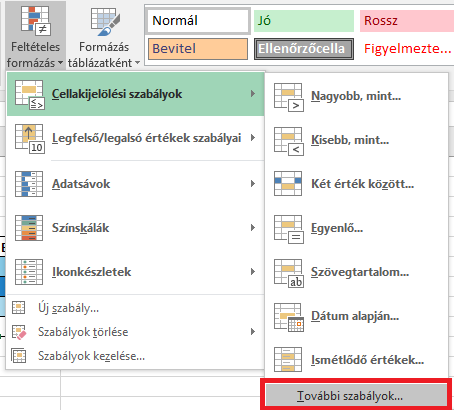 Feltételes
formázás
Formázás
táblázatként
Normál
Jó
Rossz
Bevitel
Ellenőrzőcella
Figyelmezte...
Cellakijelölési szabályok
Legfelső/legalsó értékek szabályai
10
Adatsávok
Színskálák
Ikonkészletek
Új szabály...
Szabályok törlése
Szabályok kezelése...
Nagyobb, mint...
Kisebb, mint...
Két érték között...
Egyenlő...
Szövegtartalom...
ab
Dátum alapján...
Ismétlődő értékek...
További szabályok...